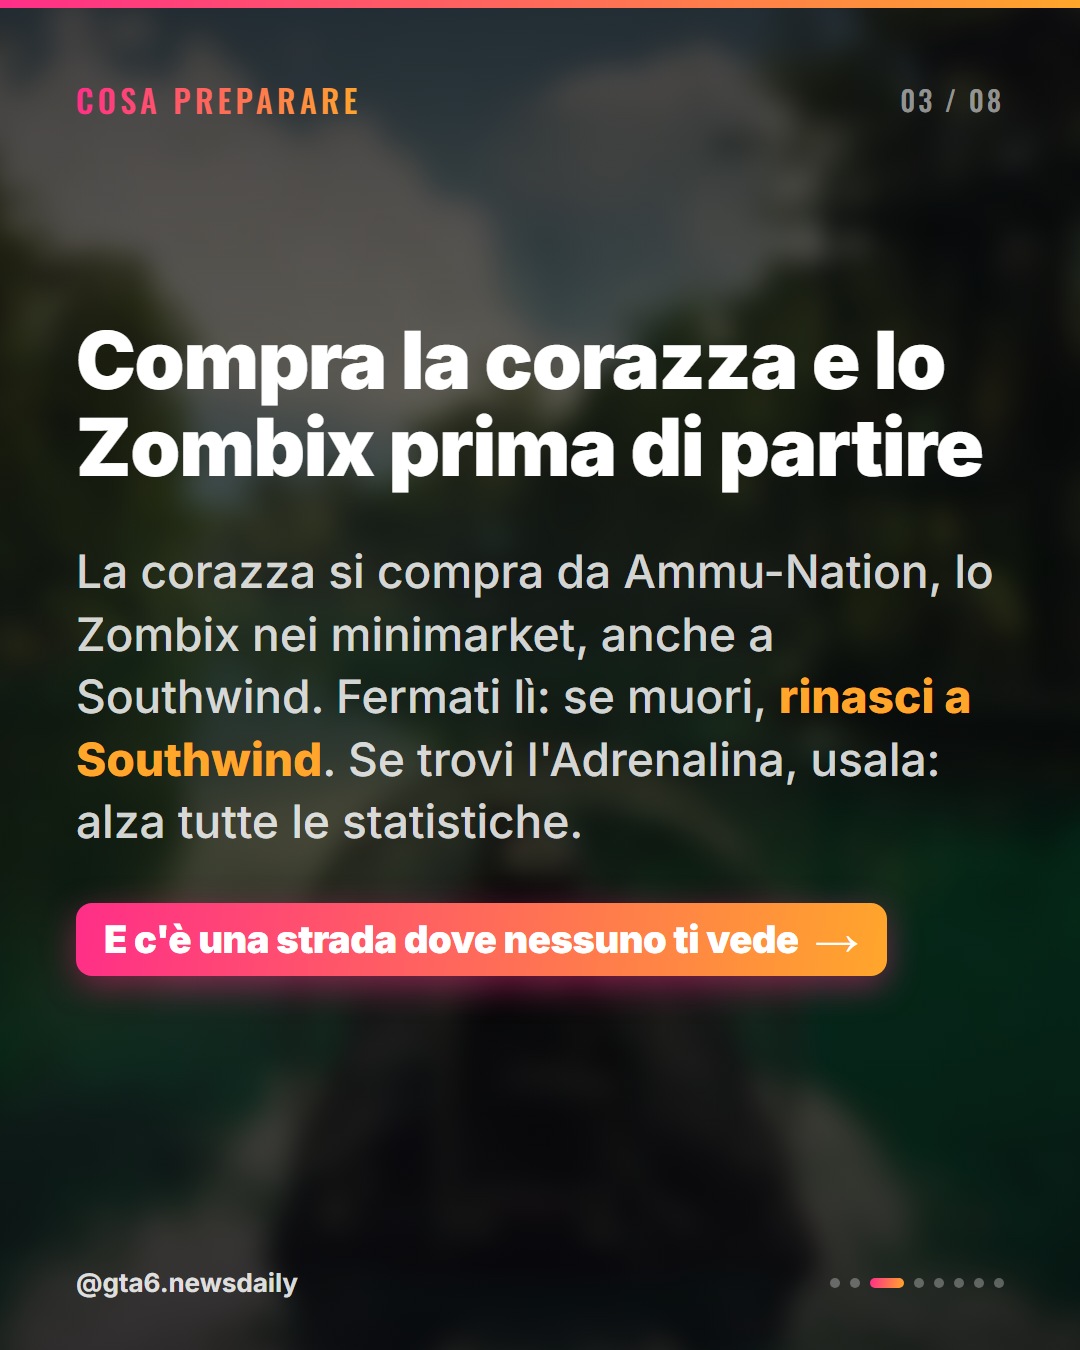 COSA PREPARARE
03 / 08
Compra la corazza e lo
Zombix prima di partire
La corazza si compra da Ammu-Nation, lo
Zombix nei minimarket, anche a
Southwind. Fermati lì: se muori, rinasci a
Southwind. Se trovi l'Adrenalina, usala:
alza tutte le statistiche.
E c'è una strada dove nessuno ti vede →
@gta6.newsdaily